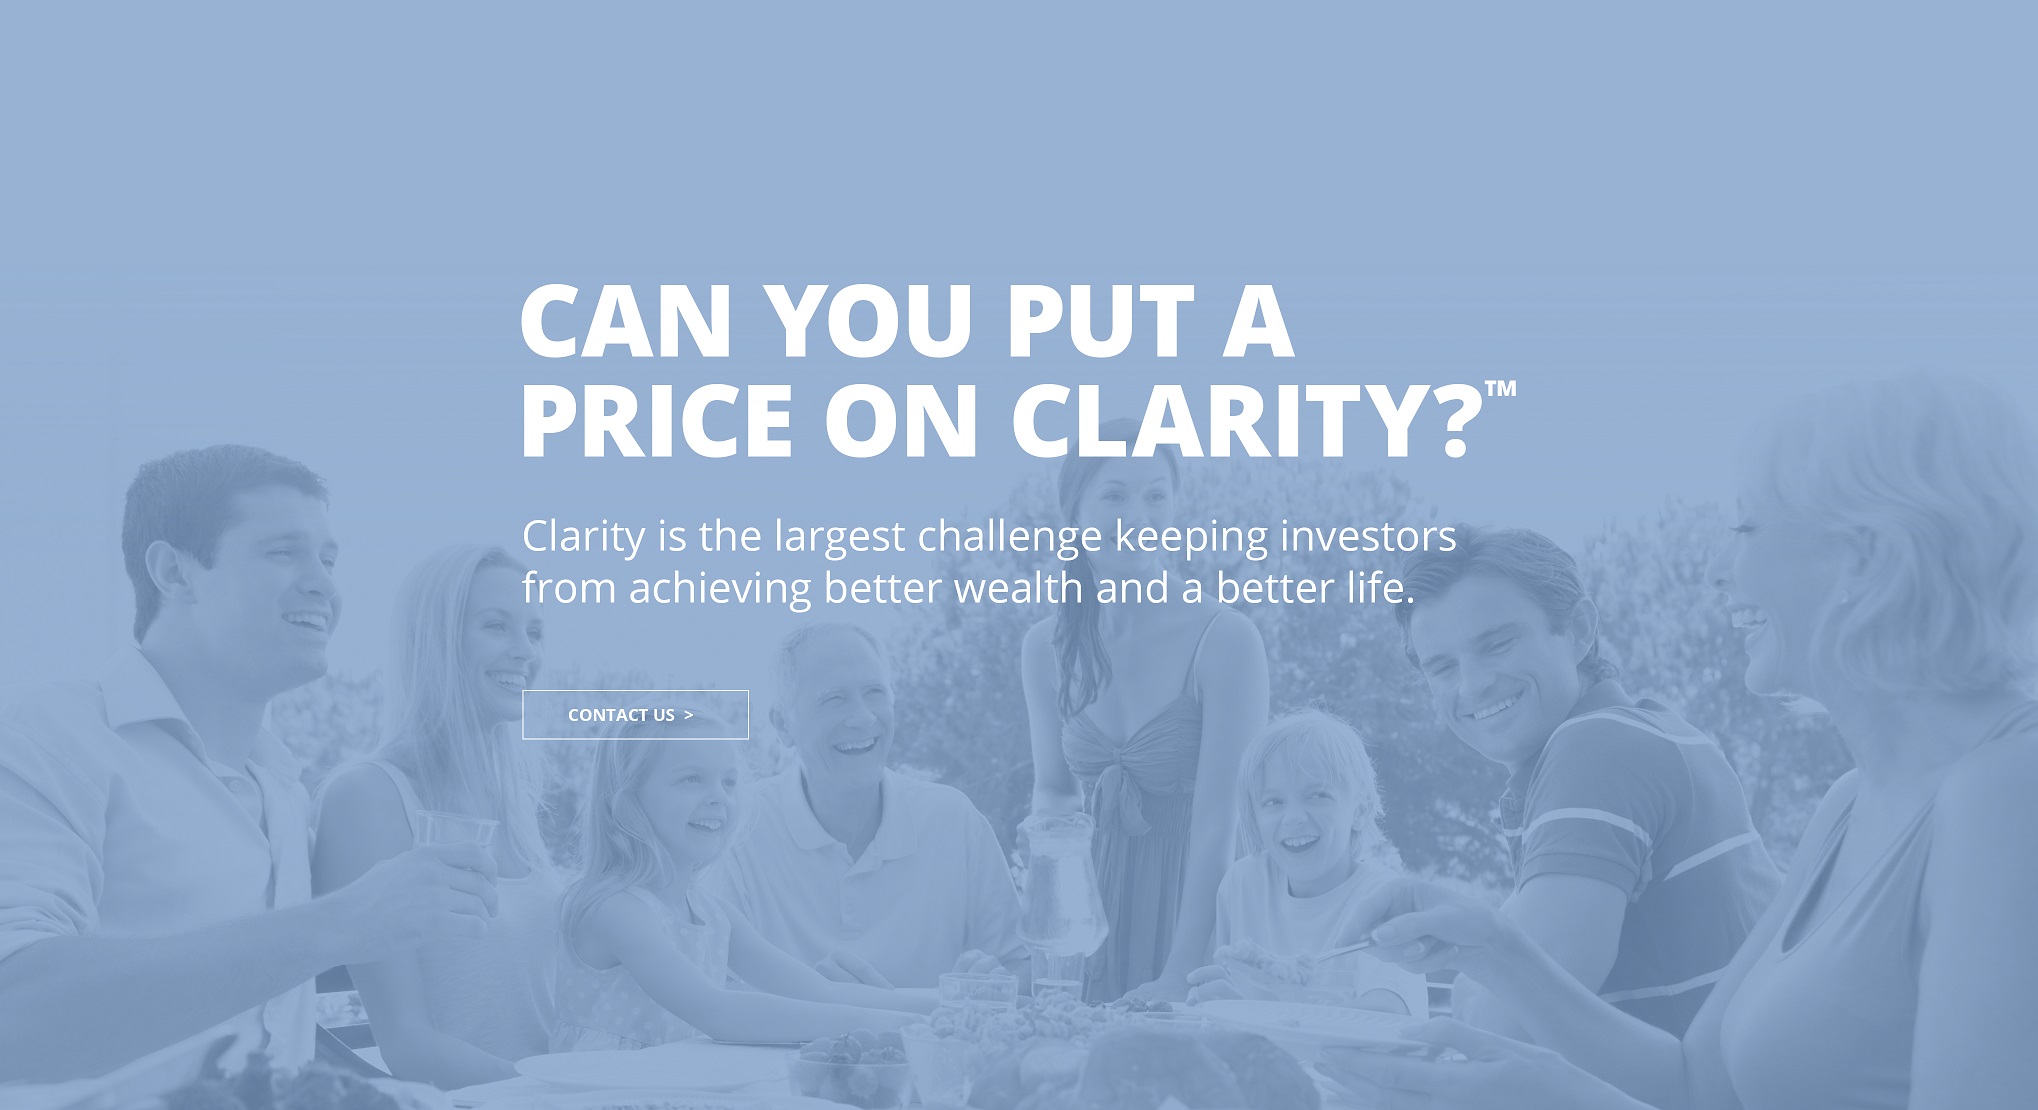 CAN YOU PUT A
PRICE ON CLARITY?™
Clarity is the largest challenge keeping investors
from achieving better wealth and a better life.
CONTACT US >